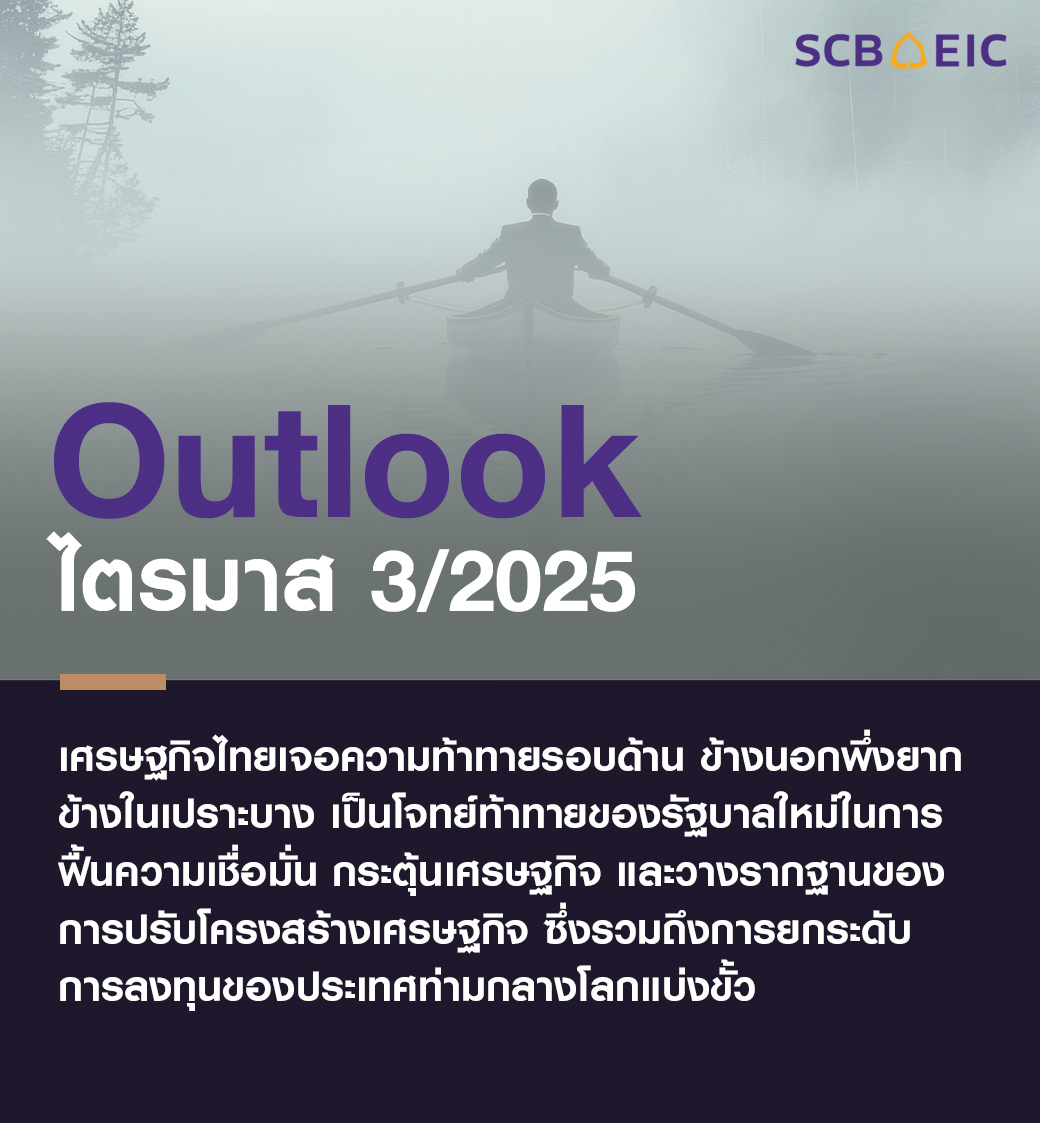 SCB EIC
Outlook
ไตรมาส 3/2025
เศรษฐกิจไทยเจอความท้าทายรอบด้าน ข้างนอกพึ่งยาก
ข้างในเปราะบาง เป็นโจทย์ท้าทายของรัฐบาลใหม่ในการ
ฟื้นความเชื่อมั่น กระตุ้นเศรษฐกิจ และวางรากฐานของ
การปรับโครงสร้างเศรษฐกิจ ซึ่งรวมถึงการยกระดับ
การลงทุนของประเทศท่ามกลางโลกแบ่งขั้ว